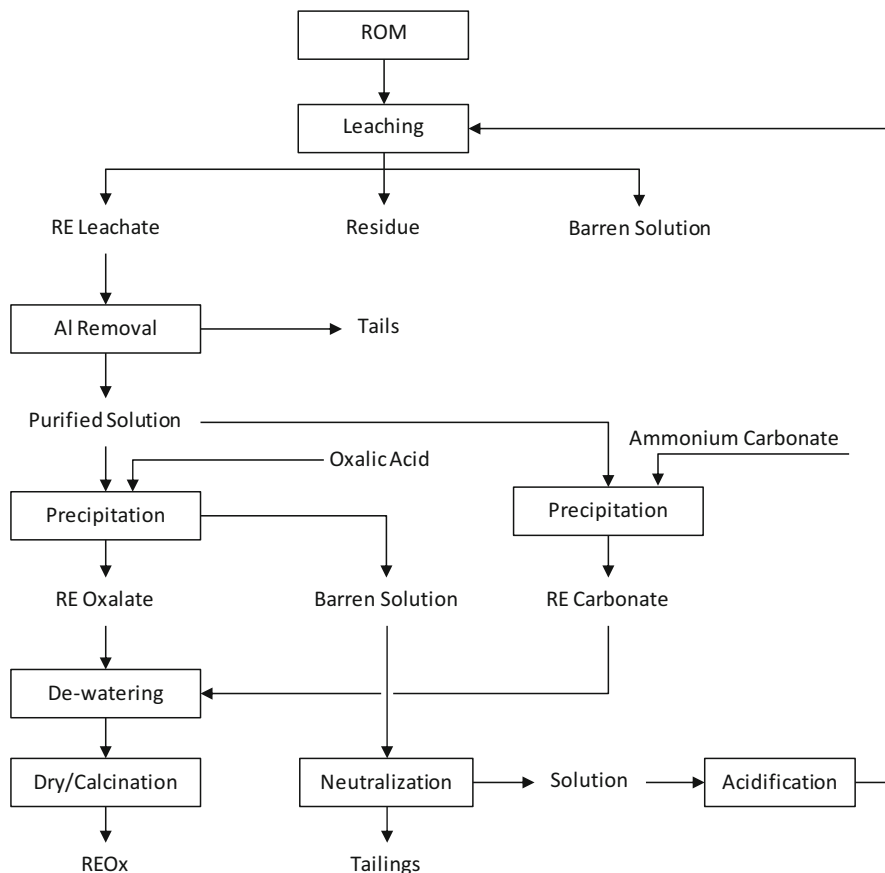 ROM
Leaching
RE Leachate
Residue
Barren Solution
Al Removal
Tails
Purified Solution
Ammonium Carbonate
Oxalic Acid
Precipitation
Precipitation
RE Oxalate
Barren Solution
RE Carbonate
De-watering
Dry/Calcination
Neutralization
Solution
Acidification
REOx
Tailings